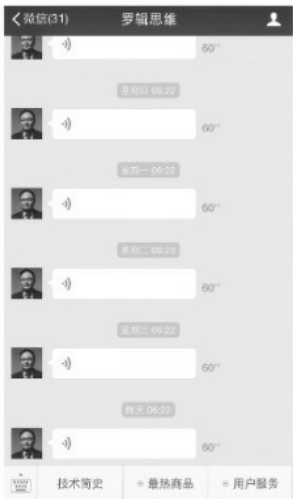 微信(31)
罗辑思维
60''
星期日 06:22
60''
星期一 06:22
60''
星期二 06:23
60''
星期三 06:22
60''
昨天 06:22
60''
技术简史
≡ 最热商品
≡ 用户服务